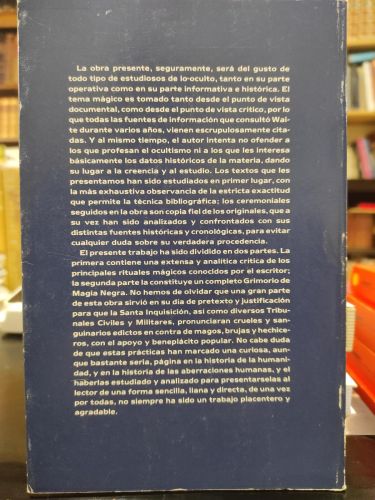 La obra presente, seguramente, será del gusto de
todo tipo de estudiosos de lo-oculto, tanto en su parte
operativa como en su parte informativa e histórica. El
tema mágico es tomado tanto desde el punto de vista
documental, como desde el punto de vista crítico, por lo
que todas las fuentes de información que consultó Wai-
te durante varios años, vienen escrupulosamente cita-
das. Y al mismo tiempo, el autor intenta no ofender a
los que profesan el ocultismo ni a los que les interesa
básicamente los datos históricos de la materia, dando
su lugar a la creencia y al estudio. Los textos que les
presentamos han sido estudiados en primer lugar, con
la más exhaustiva observancia de la estricta exactitud
que permite la técnica bibliográfica; los ceremoniales
seguidos en la obra son copia fiel de los originales, que a
su vez han sido analizados y confrontados con sus
distintas fuentes históricas y cronológicas, para evitar
cualquier duda sobre su verdadera procedencia.
El presente trabajo ha sido dividido en dos partes. La
primera contiene una extensa y analítica crítica de los
principales rituales mágicos conocidos por el escritor;
la segunda parte la constituye un completo Grimorio de
Magia Negra. No hemos de olvidar que una gran parte
de esta obra sirvió en su día de pretexto y justificación
para que la Santa Inquisición, así como diversos Tribu-
nales Civiles y Militares, pronunciaran crueles y san-
guinarios edictos en contra de magos, brujas y hechice-
ros, con el apoyo y beneplácito popular. No cabe duda
de que estas prácticas han marcado una curiosa, aun-
que bastante seria, página en la historia de la humani-
dad, y en la historia de las aberraciones humanas, y el
haberlas estudiado y analizado para presentarselas al
lector de una forma sencilla, llana y directa, de una vez
por todas, no siempre ha sido un trabajo placentero y
agradable.